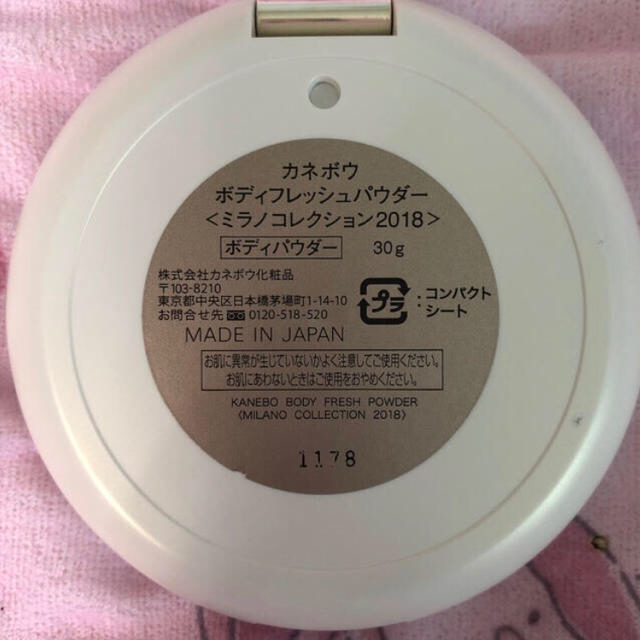 カネボウ
ボディフレッシュパウダー
＜ミラノコレクション2018＞
ボディパウダー 30g
株式会社カネボウ化粧品
〒103-8210
東京都中央区日本橋茅場町1-14-10
お問合せ先 0120-518-520
プラ : コンパクト
シート
MADE IN JAPAN
お肌に異常が生じていないかよく注意してご使用ください。
お肌にあわないときはご使用をおやめください。
KANEBO BODY FRESH POWDER
〈MILANO COLLECTION 2018〉
1178